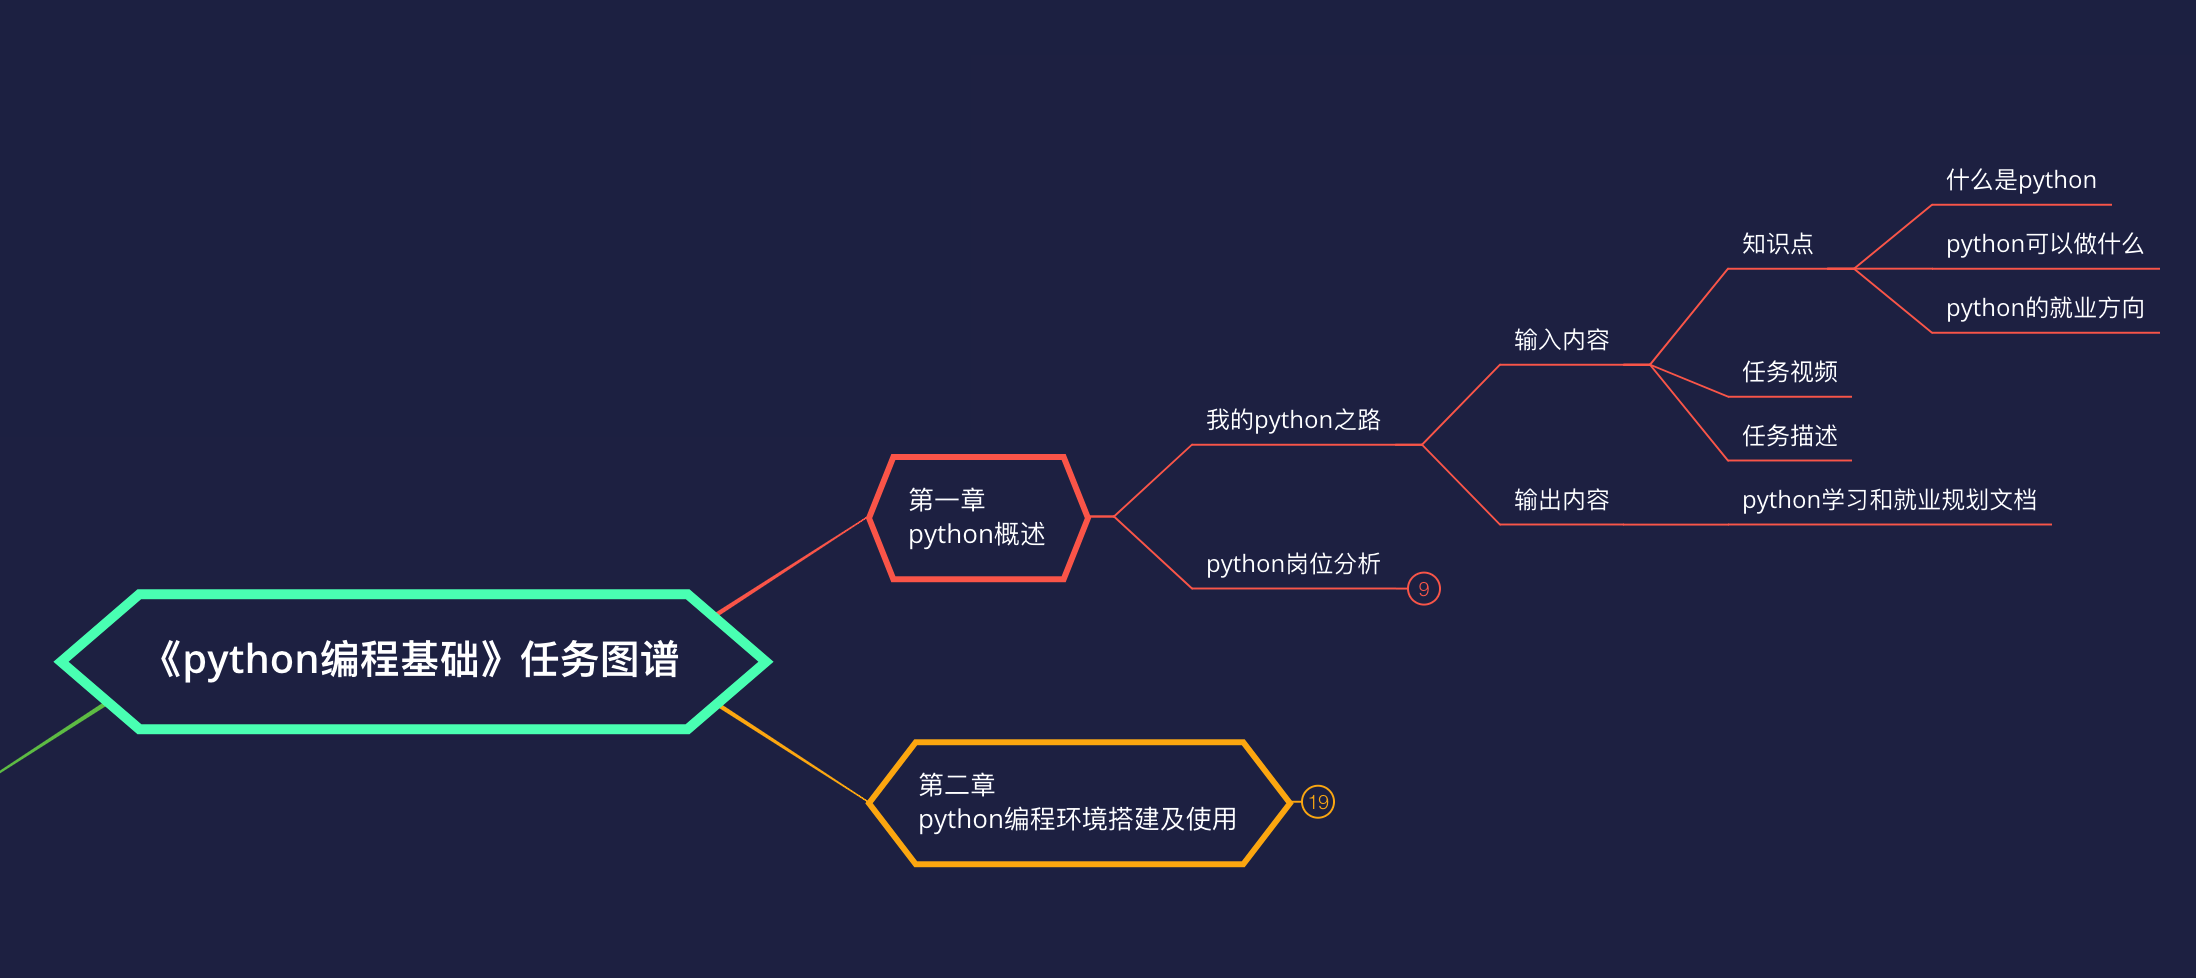 《python编程基础》任务图谱
第一章
python概述
我的python之路
输入内容
知识点
什么是python
python可以做什么
python的就业方向
任务视频
任务描述
输出内容
python学习和就业规划文档
python岗位分析
9
第二章
python编程环境搭建及使用
19